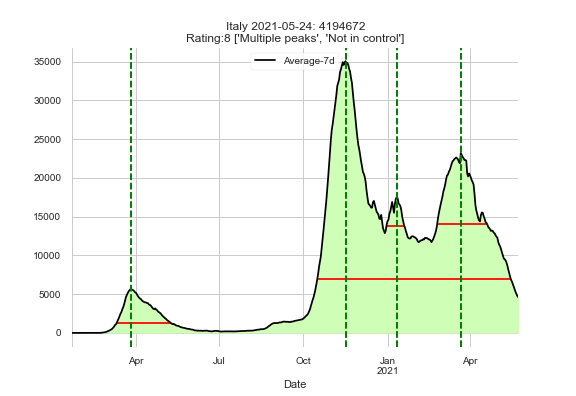 Italy 2021-05-24: 4194672
Rating:8 ['Multiple peaks', 'Not in control']
Average-7d
35000
30000
25000
20000
15000
10000
5000
0
Apr
Jul
Oct
Jan
2021
Apr
Date